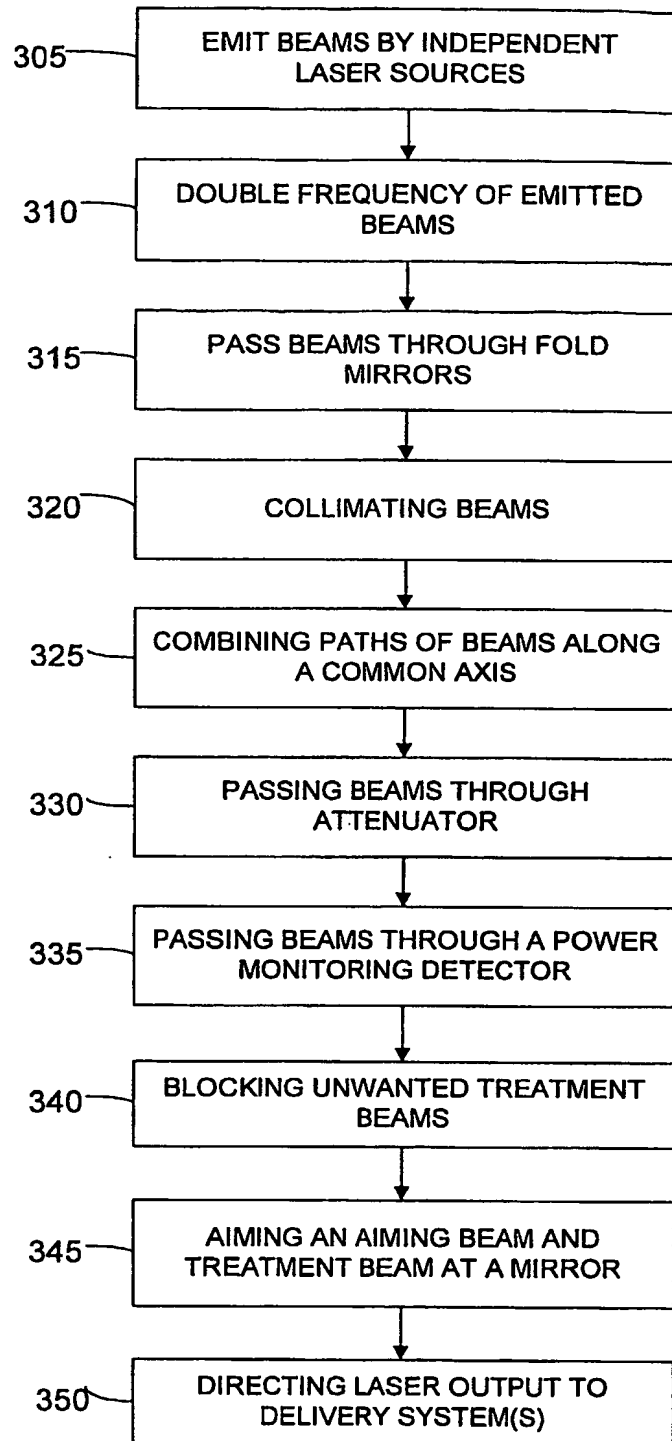 305
EMIT BEAMS BY INDEPENDENT
LASER SOURCES
310
DOUBLE FREQUENCY OF EMITTED
BEAMS
315
PASS BEAMS THROUGH FOLD
MIRRORS
320
COLLIMATING BEAMS
325
COMBINING PATHS OF BEAMS ALONG
A COMMON AXIS
330
PASSING BEAMS THROUGH
ATTENUATOR
335
PASSING BEAMS THROUGH A POWER
MONITORING DETECTOR
340
BLOCKING UNWANTED TREATMENT
BEAMS
345
AIMING AN AIMING BEAM AND
TREATMENT BEAM AT A MIRROR
350
DIRECTING LASER OUTPUT TO
DELIVERY SYSTEM(S)